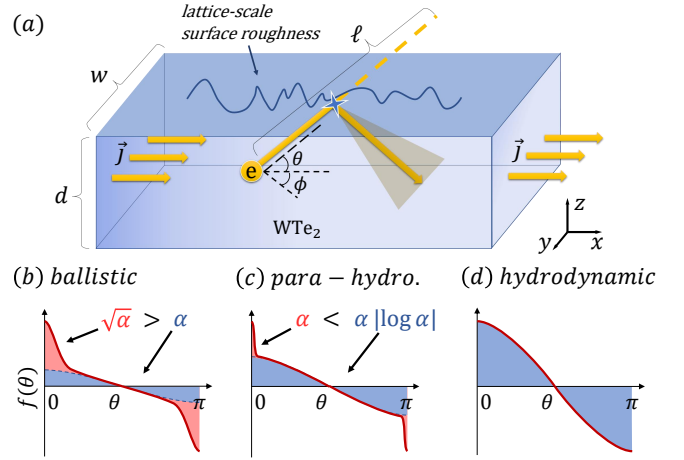 (a)
lattice-scale
surface roughness
ℓ
w
d
j⃗
e
θ
ϕ
j⃗
WTe₂
z
y
x
(b) ballistic
(c) para − hydro.
(d) hydrodynamic
√α > α
α < α |log α|
f(θ)
0 θ π
0 θ π
0 θ π